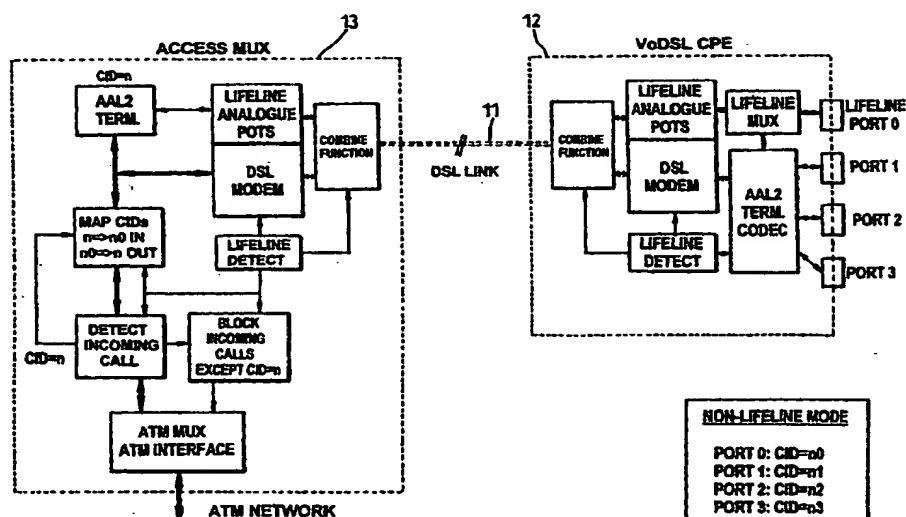 13
12
ACCESS MUX
VoDSL CPE
CID=n
AAL2
TERM.
LIFELINE
ANALOGUE
POTS
DSL
MODEM
COMBINE
FUNCTION
11
DSL LINK
COMBINE
FUNCTION
LIFELINE
ANALOGUE
POTS
DSL
MODEM
LIFELINE
MUX
LIFELINE
PORT 0
PORT 1
AAL2
TERM.
CODEC
PORT 2
PORT 3
MAP CIDs
n=>n0 IN
n0=>n OUT
LIFELINE
DETECT
LIFELINE
DETECT
DETECT
INCOMING
CALL
BLOCK
INCOMING
CALLS
EXCEPT CID=n
CID=n
ATM MUX
ATM INTERFACE
ATM NETWORK
NON-LIFELINE MODE
PORT 0: CID=n0
PORT 1: CID=n1
PORT 2: CID=n2
PORT 3: CID=n3